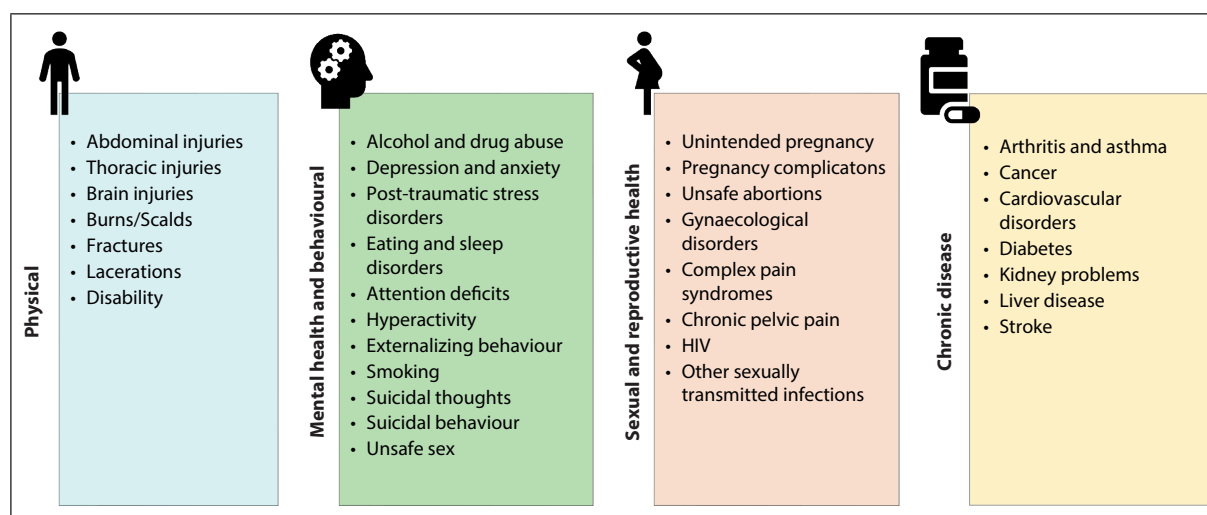 Physical
• Abdominal injuries
• Thoracic injuries
• Brain injuries
• Burns/Scalds
• Fractures
• Lacerations
• Disability
Mental health and behavioural
• Alcohol and drug abuse
• Depression and anxiety
• Post-traumatic stress
disorders
• Eating and sleep
disorders
• Attention deficits
• Hyperactivity
• Externalizing behaviour
• Smoking
• Suicidal thoughts
• Suicidal behaviour
• Unsafe sex
Sexual and reproductive health
• Unintended pregnancy
• Pregnancy complicatons
• Unsafe abortions
• Gynaecological
disorders
• Complex pain
syndromes
• Chronic pelvic pain
• HIV
• Other sexually
transmitted infections
Chronic disease
• Arthritis and asthma
• Cancer
• Cardiovascular
disorders
• Diabetes
• Kidney problems
• Liver disease
• Stroke